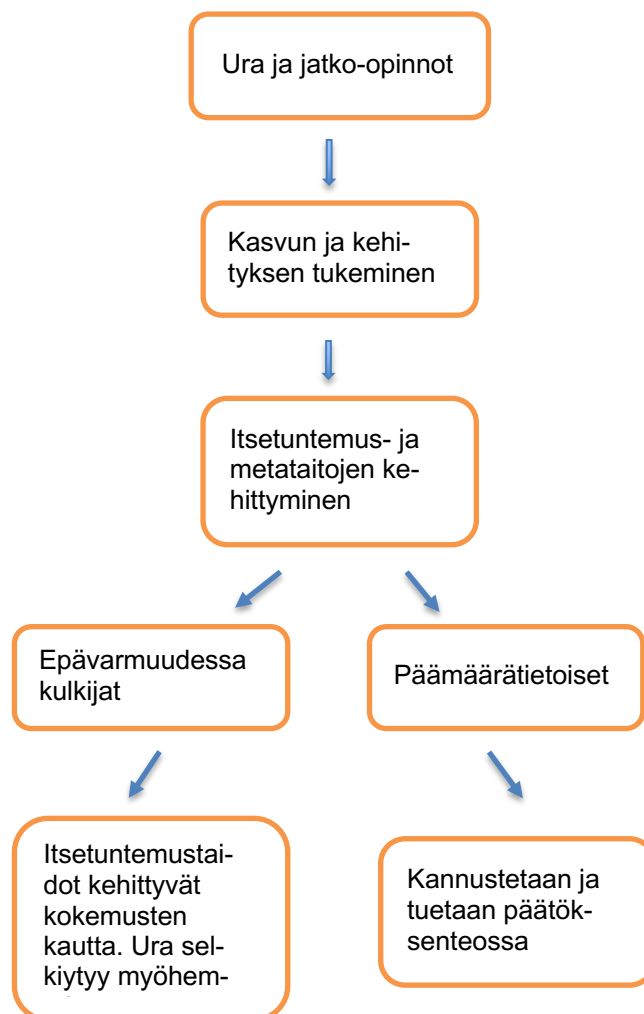 Ura ja jatko-opinnot
Kasvun ja kehi-
tyksen tukeminen
Itsetuntemus- ja
metataitojen ke-
hittyminen
Epävarmuudessa
kulkijat
Päämäärätietoiset
Itsetuntemustai-
dot kehittyvät
kokemusten
kautta. Ura sel-
kiytyy myöhem-
Kannustetaan ja
tuetaan päätök-
senteossa